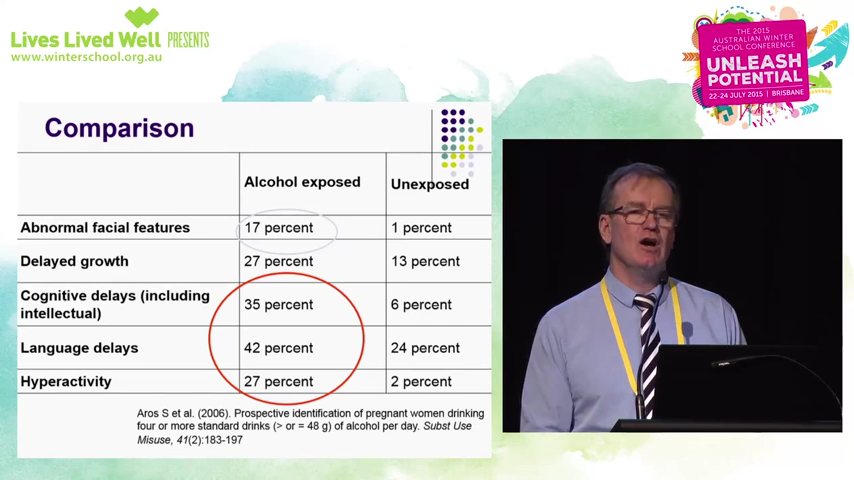 Lives Lived Well PRESENTS
www.winterschool.org.au
THE 2015
AUSTRALIAN WINTER
SCHOOL CONFERENCE
UNLEASH
POTENTIAL
22-24 JULY 2015 | BRISBANE
Comparison
Alcohol exposed Unexposed
Abnormal facial features 17 percent 1 percent
Delayed growth 27 percent 13 percent
Cognitive delays (including
intellectual) 35 percent 6 percent
Language delays 42 percent 24 percent
Hyperactivity 27 percent 2 percent
Aros S et al. (2006). Prospective identification of pregnant women drinking
four or more standard drinks (> or = 48 g) of alcohol per day. Subst Use
Misuse, 41(2):183-197